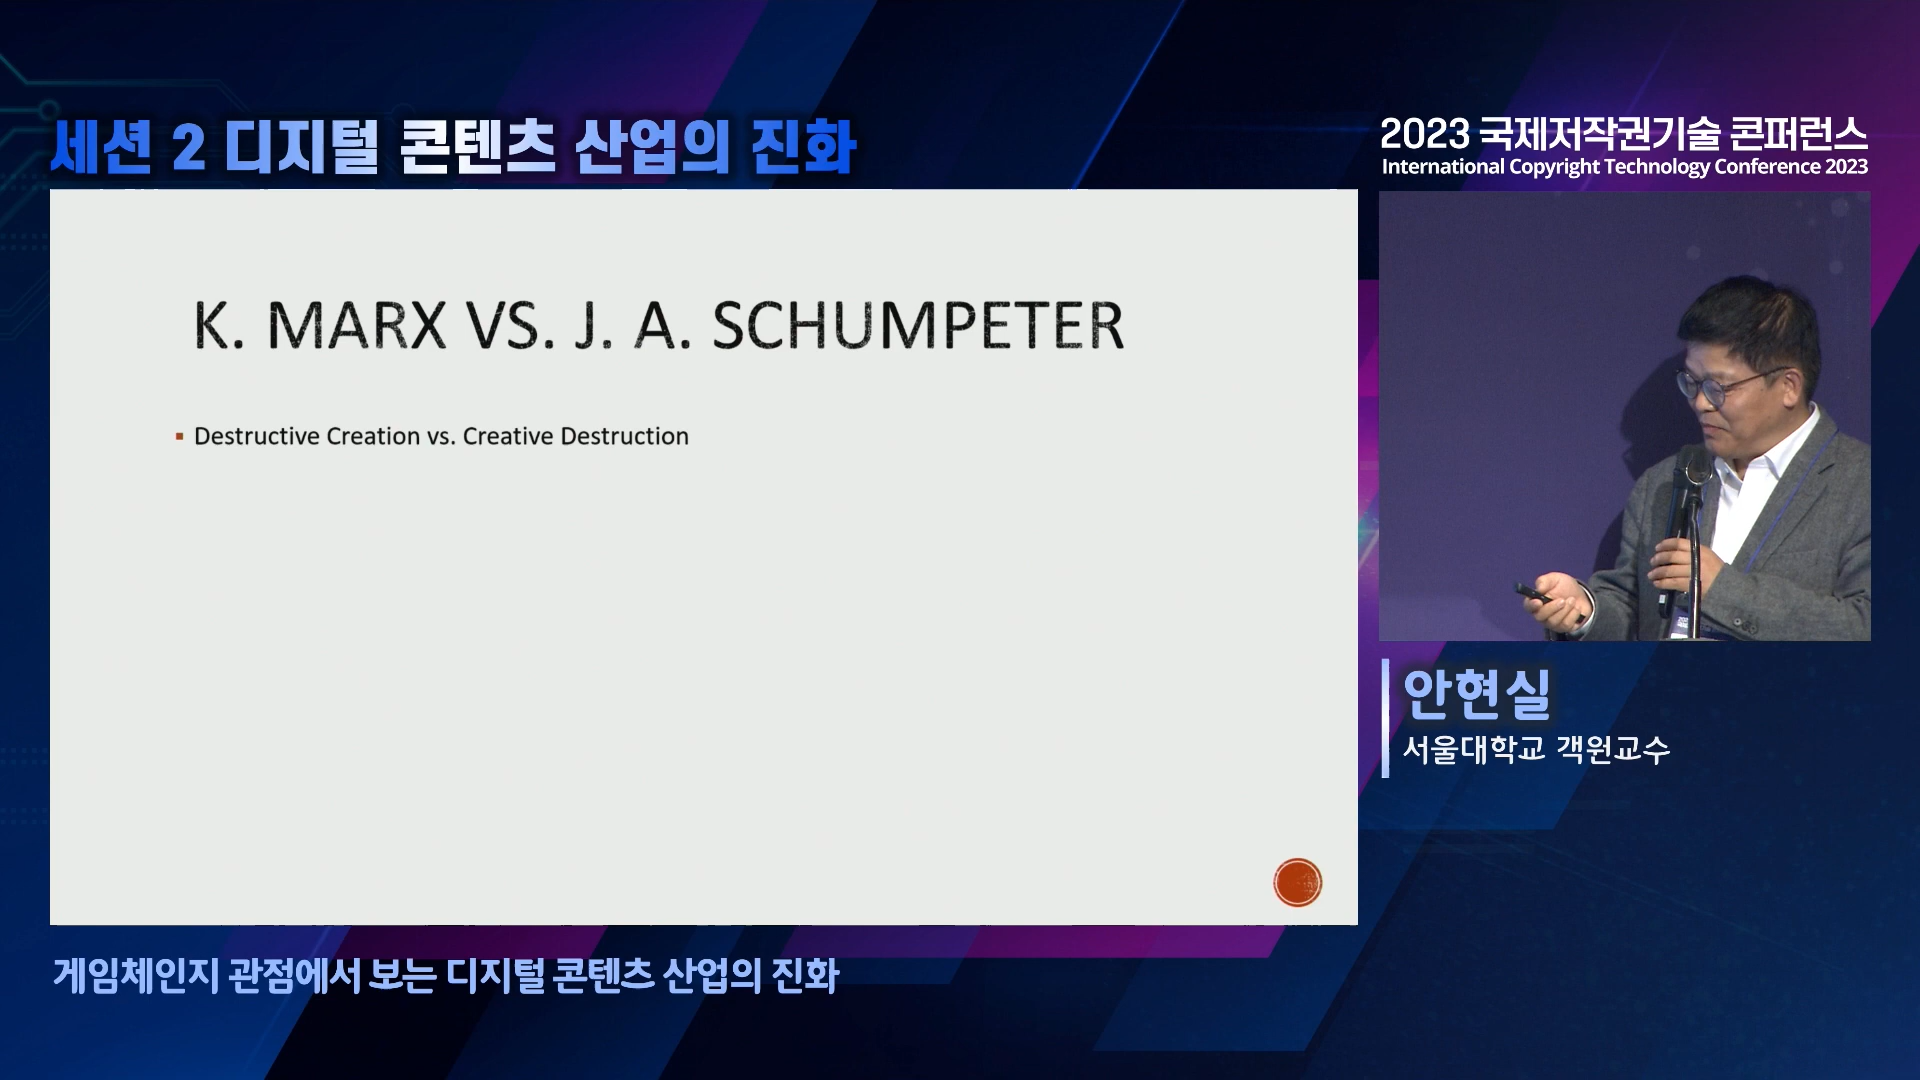 세션 2 디지털 콘텐츠 산업의 진화
2023 국제저작권기술 콘퍼런스
International Copyright Technology Conference 2023
K. MARX VS. J. A. SCHUMPETER
▪ Destructive Creation vs. Creative Destruction
안현실
서울대학교 객원교수
게임체인지 관점에서 보는 디지털 콘텐츠 산업의 진화